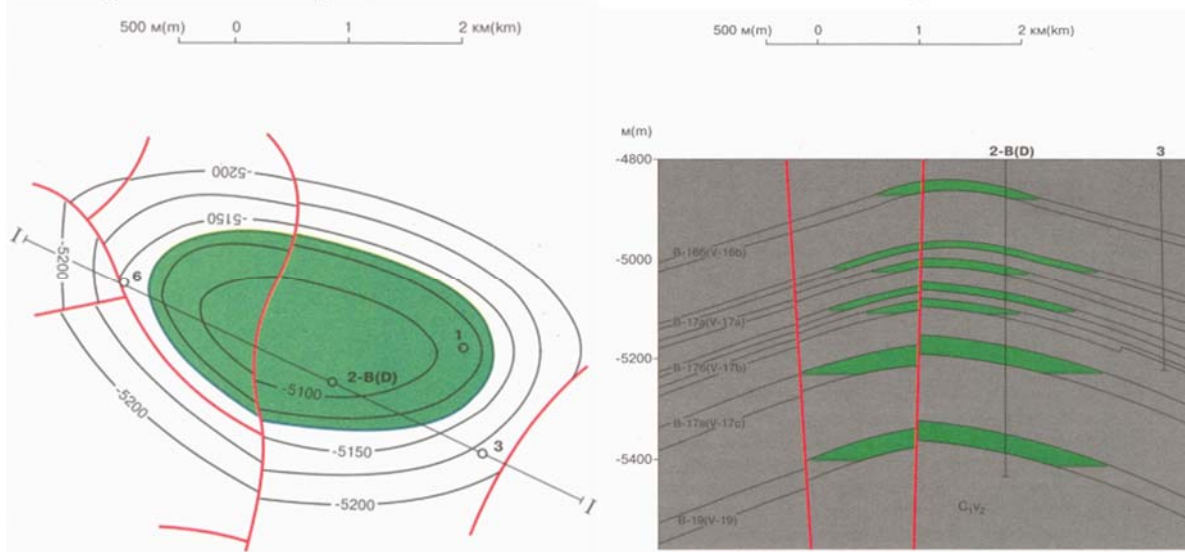 500 м(m) 0 1 2 км(km)
-5200
-5150
-5200
6
1
2-В(D)
-5100
3
-5200
-5150
-5200
I
I
500 м(m) 0 1 2 км(km)
м(m)
2-В(D)
3
-4800
-5000
-5200
-5400
В-16б(V-16b)
В-17а(V-17a)
В-17б(V-17b)
В-17в(V-17c)
В-19(V-19)
C₁v₂